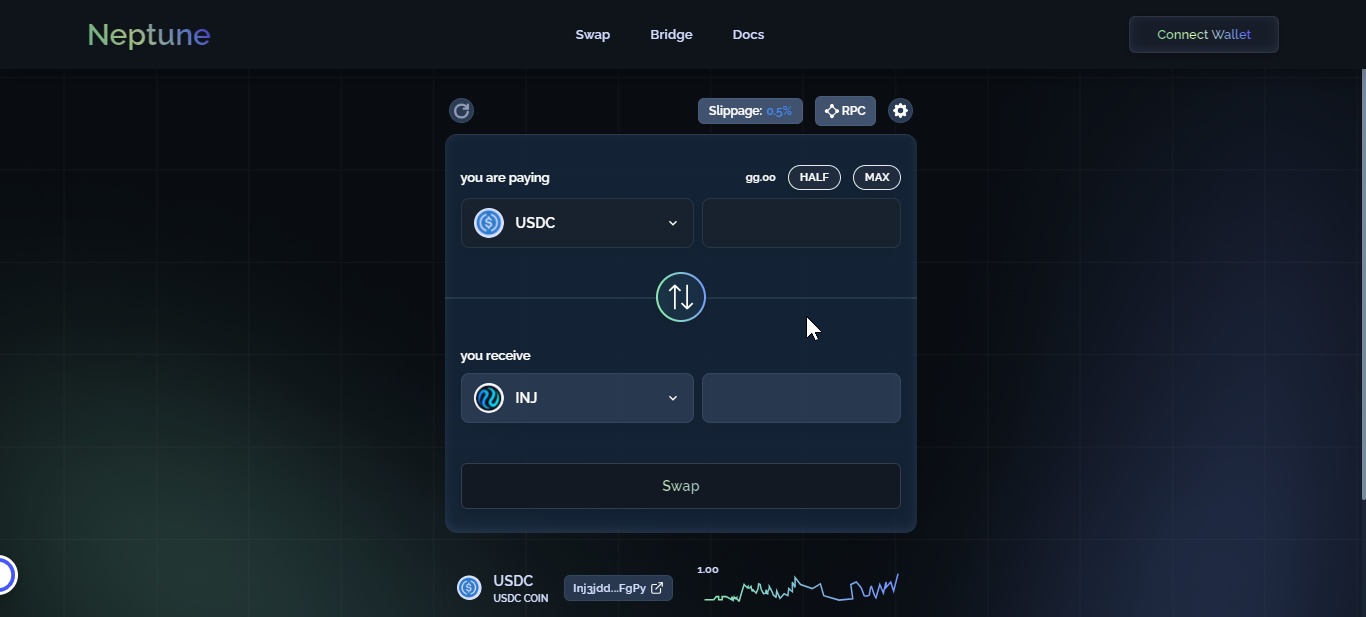 Neptune
Swap
Bridge
Docs
Connect Wallet
Slippage: 0.5%
RPC
you are paying
99.00
HALF
MAX
USDC
you receive
INJ
Swap
USDC
USDC COIN
Inj3jdd...FgPy
1.00